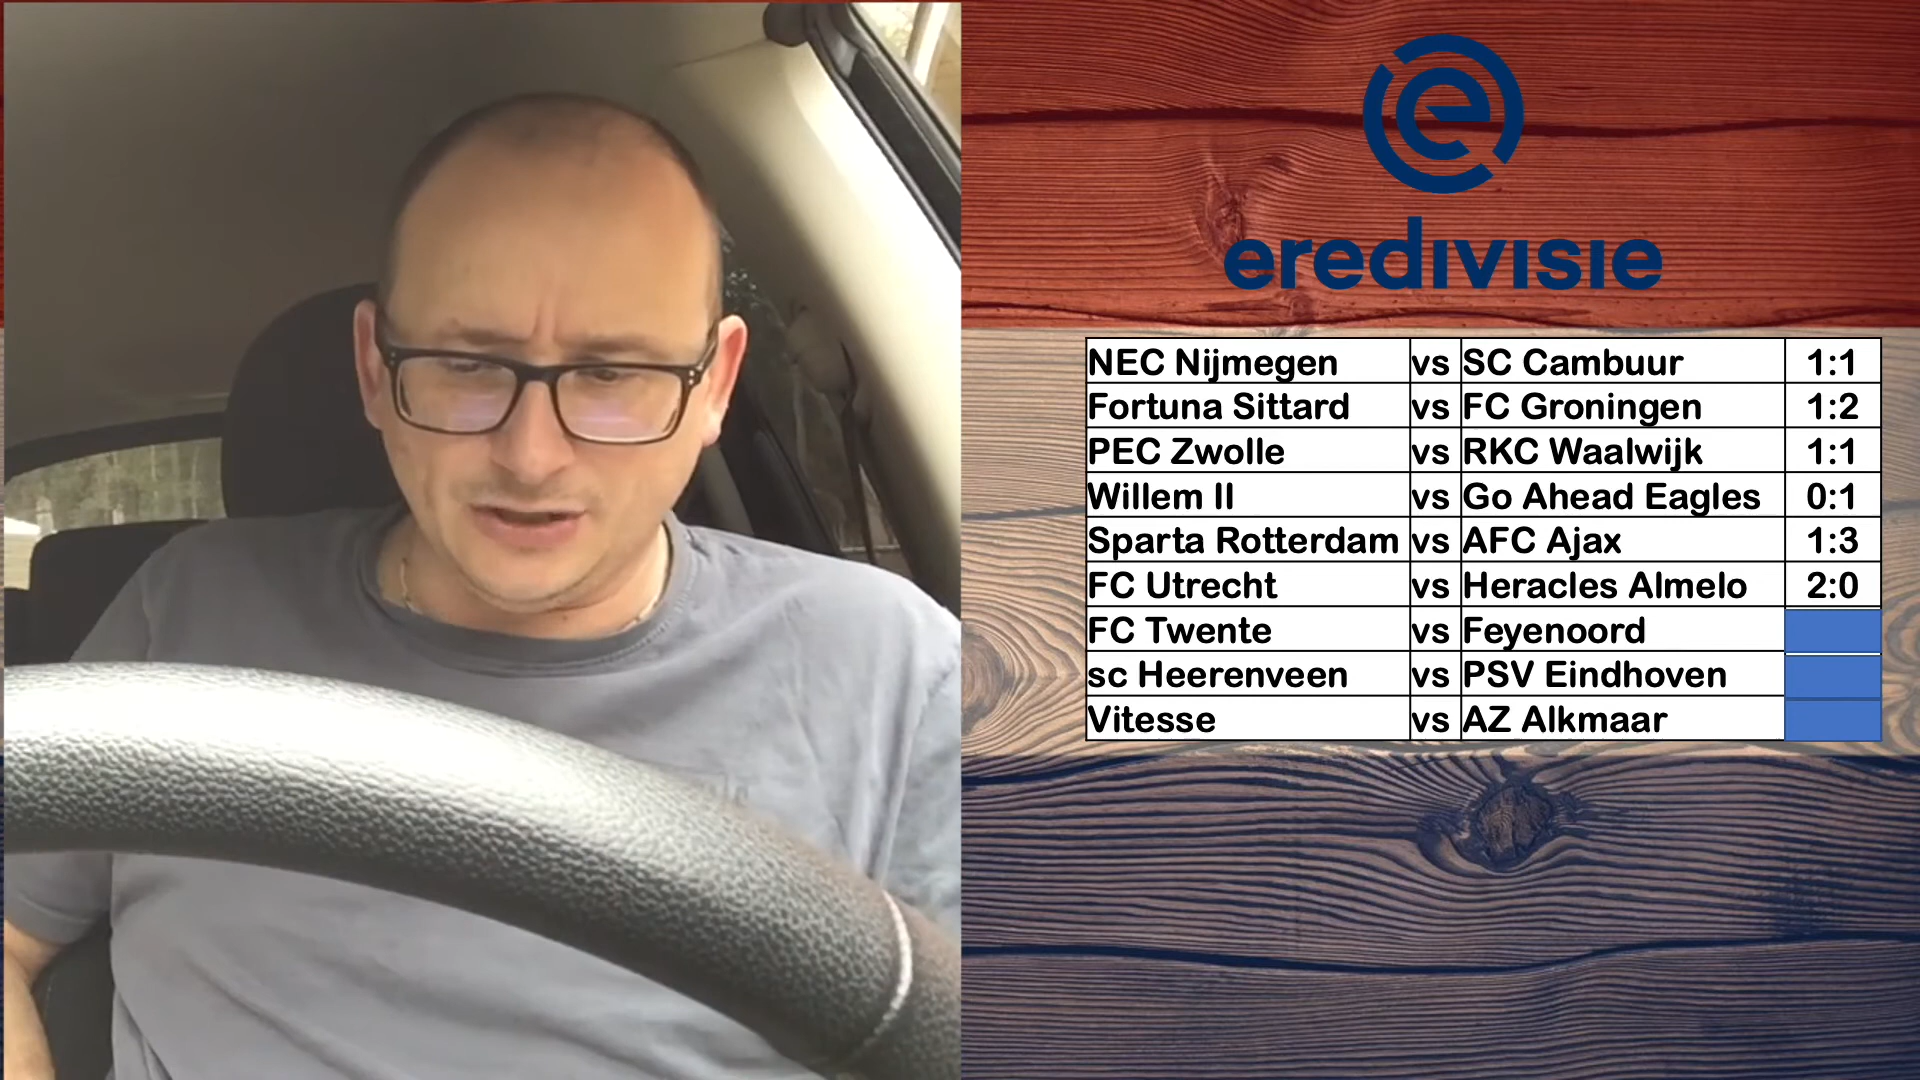 eredivisie
NEC Nijmegen vs SC Cambuur 1:1
Fortuna Sittard vs FC Groningen 1:2
PEC Zwolle vs RKC Waalwijk 1:1
Willem II vs Go Ahead Eagles 0:1
Sparta Rotterdam vs AFC Ajax 1:3
FC Utrecht vs Heracles Almelo 2:0
FC Twente vs Feyenoord
sc Heerenveen vs PSV Eindhoven
Vitesse vs AZ Alkmaar